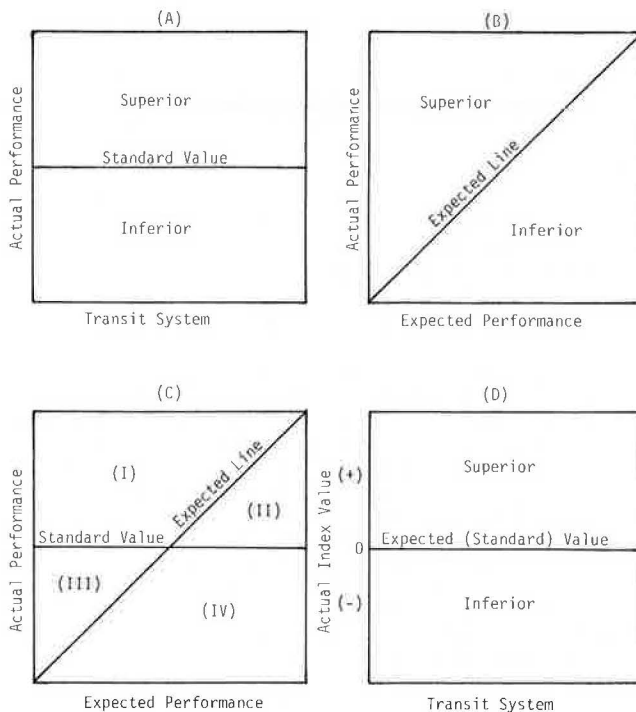 (A)
Actual Performance
Superior
Standard Value
Inferior
Transit System
(B)
Actual Performance
Superior
Expected Line
Inferior
Expected Performance
(C)
Actual Performance
(I)
Expected Line
(II)
Standard Value
(III)
(IV)
Expected Performance
(D)
Actual Index Value
(+)
Superior
Expected (Standard) Value
0
(-)
Inferior
Transit System